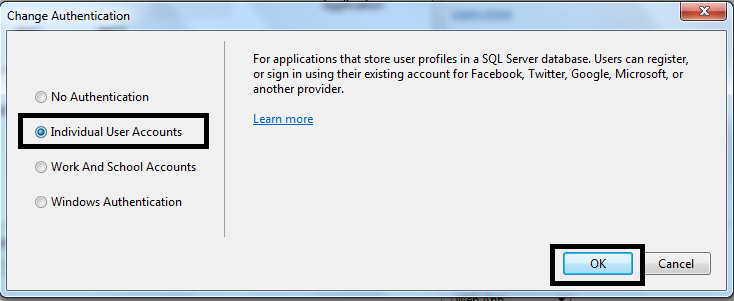 Change Authentication
No Authentication
Individual User Accounts
Work And School Accounts
Windows Authentication
For applications that store user profiles in a SQL Server database. Users can register,
or sign in using their existing account for Facebook, Twitter, Google, Microsoft, or
another provider.
Learn more
OK
Cancel